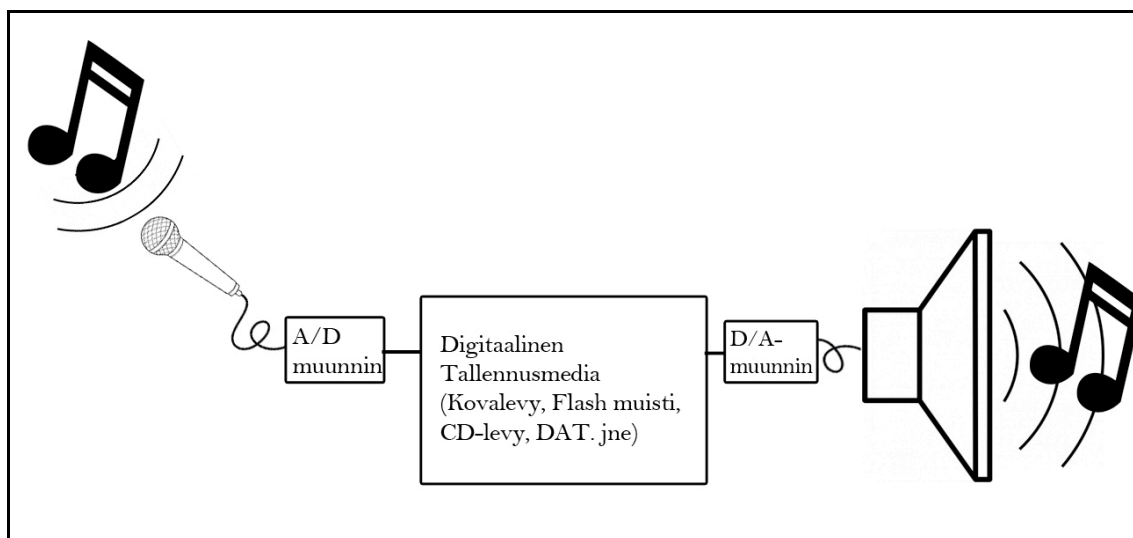 A/D
muunnin
Digitaalinen
Tallennusmedia
(Kovalevy, Flash muisti,
CD-levy, DAT. jne)
D/A-
muunnin